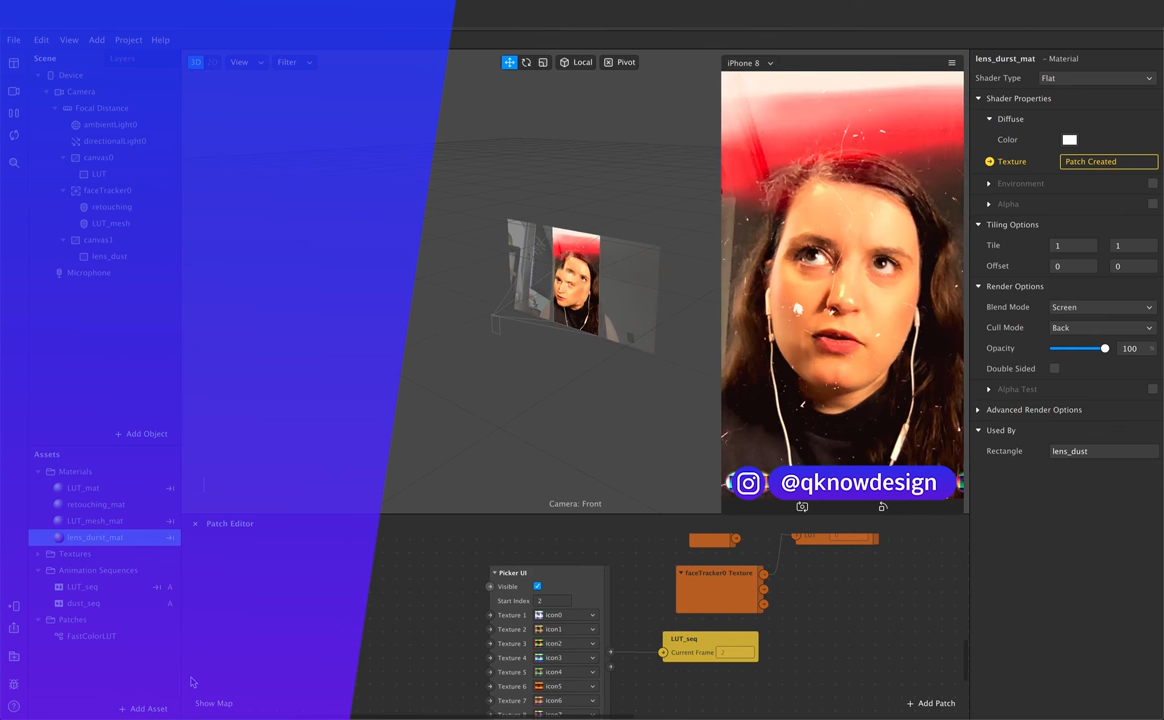 File Edit View Add Project Help
Scene Layers
Device
Camera
Focal Distance
ambientLight0
directionalLight0
canvas0
LUT
faceTracker0
retouching
LUT_mesh
canvas1
lens_dust
Microphone
+ Add Object
Assets
Materials
LUT_mat
retouching_mat
LUT_mesh_mat
lens_durst_mat
Textures
Animation Sequences
LUT_seq A
dust_seq A
Patches
FastColorLUT
+ Add Asset
3D 2D View Filter
Local Pivot
Camera: Front
iPhone 8
@qknowdesign
Patch Editor
Picker UI
Visible
Start Index 2
Texture 1 icon0
Texture 2 icon1
Texture 3 icon2
Texture 4 icon3
Texture 5 icon4
Texture 6 icon5
Texture 7 icon6
LUT
faceTracker0 Texture
LUT_seq
Current Frame 2
Show Map
+ Add Patch
lens_durst_mat – Material
Shader Type Flat
Shader Properties
Diffuse
Color
Texture Patch Created
Environment
Alpha
Tiling Options
Tile 1 1
Offset 0 0
Render Options
Blend Mode Screen
Cull Mode Back
Opacity 100 %
Double Sided
Alpha Test
Advanced Render Options
Used By
Rectangle lens_dust